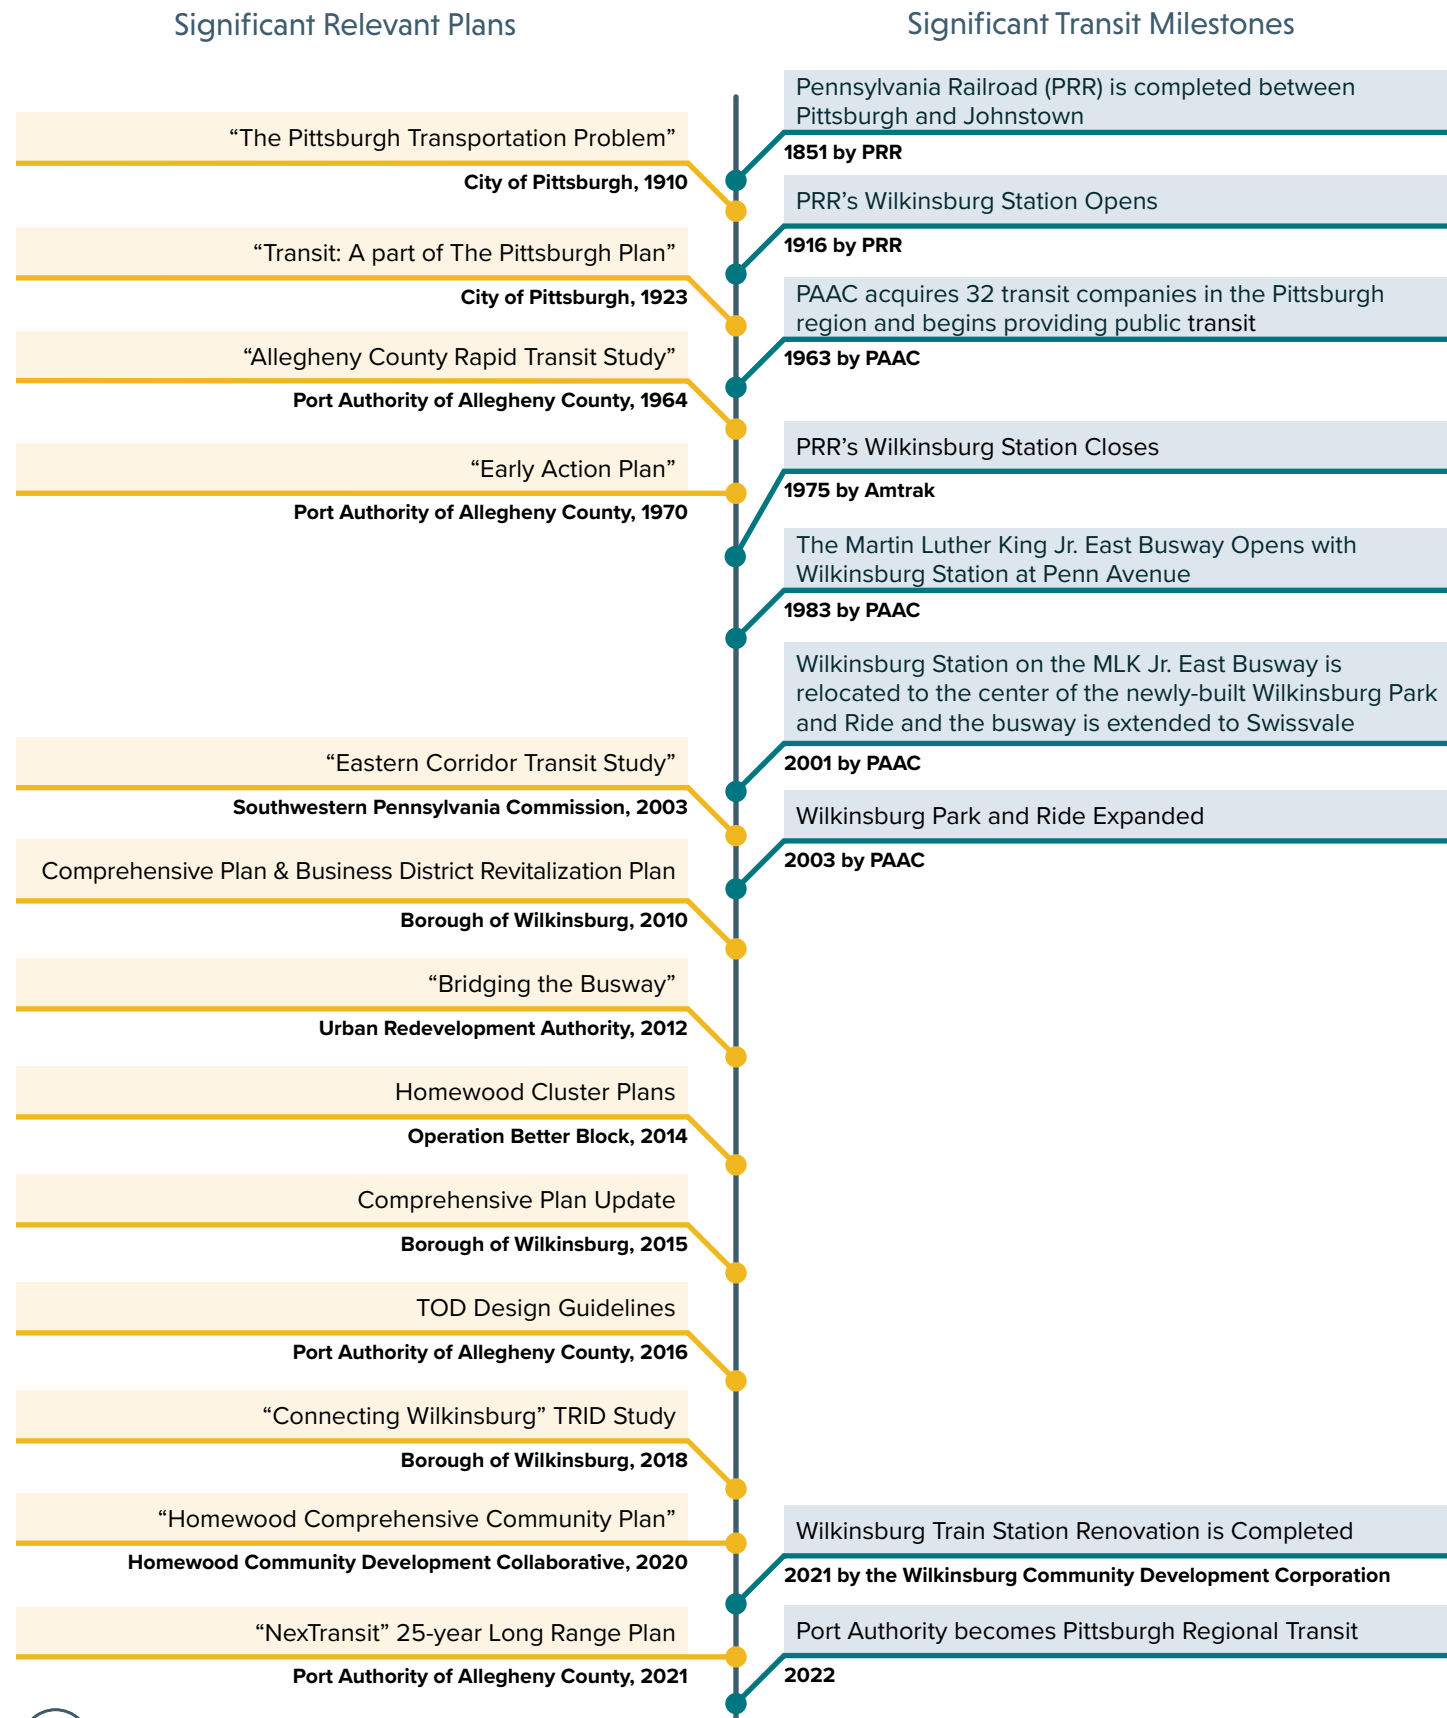 Significant Relevant Plans
“The Pittsburgh Transportation Problem”
City of Pittsburgh, 1910
“Transit: A part of The Pittsburgh Plan”
City of Pittsburgh, 1923
“Allegheny County Rapid Transit Study”
Port Authority of Allegheny County, 1964
“Early Action Plan”
Port Authority of Allegheny County, 1970
“Eastern Corridor Transit Study”
Southwestern Pennsylvania Commission, 2003
Comprehensive Plan & Business District Revitalization Plan
Borough of Wilkinsburg, 2010
“Bridging the Busway”
Urban Redevelopment Authority, 2012
Homewood Cluster Plans
Operation Better Block, 2014
Comprehensive Plan Update
Borough of Wilkinsburg, 2015
TOD Design Guidelines
Port Authority of Allegheny County, 2016
“Connecting Wilkinsburg” TRID Study
Borough of Wilkinsburg, 2018
“Homewood Comprehensive Community Plan”
Homewood Community Development Collaborative, 2020
“NexTransit” 25-year Long Range Plan
Port Authority of Allegheny County, 2021
Significant Transit Milestones
Pennsylvania Railroad (PRR) is completed between
Pittsburgh and Johnstown
1851 by PRR
PRR’s Wilkinsburg Station Opens
1916 by PRR
PAAC acquires 32 transit companies in the Pittsburgh
region and begins providing public transit
1963 by PAAC
PRR’s Wilkinsburg Station Closes
1975 by Amtrak
The Martin Luther King Jr. East Busway Opens with
Wilkinsburg Station at Penn Avenue
1983 by PAAC
Wilkinsburg Station on the MLK Jr. East Busway is
relocated to the center of the newly-built Wilkinsburg Park
and Ride and the busway is extended to Swissvale
2001 by PAAC
Wilkinsburg Park and Ride Expanded
2003 by PAAC
Wilkinsburg Train Station Renovation is Completed
2021 by the Wilkinsburg Community Development Corporation
Port Authority becomes Pittsburgh Regional Transit
2022